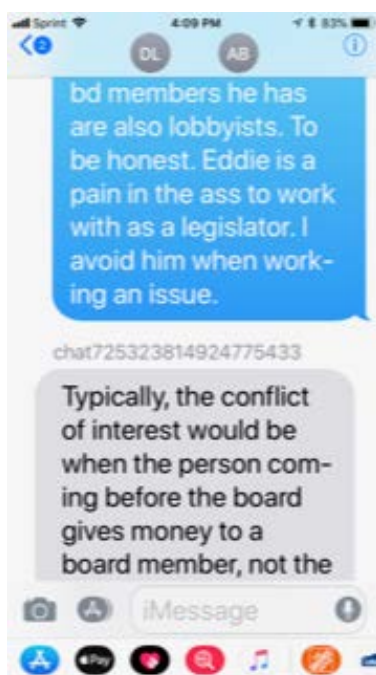 Sprint 4:09 PM 83%
2 DL AB
bd members he has
are also lobbyists. To
be honest. Eddie is a
pain in the ass to work
with as a legislator. I
avoid him when work-
ing an issue.
chat725323814924775433
Typically, the conflict
of interest would be
when the person com-
ing before the board
gives money to a
board member, not the
iMessage
Pay